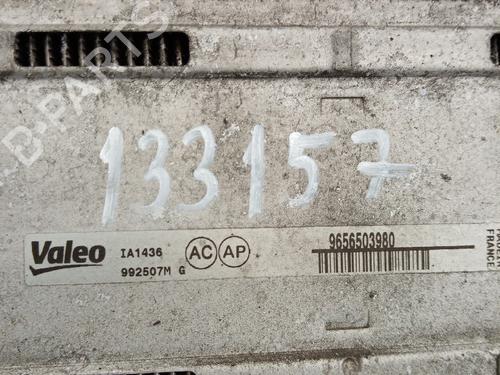 B-PARTS
133157
Valeo
IA1436
992507M G
AC AP
9656503980
FRANCE